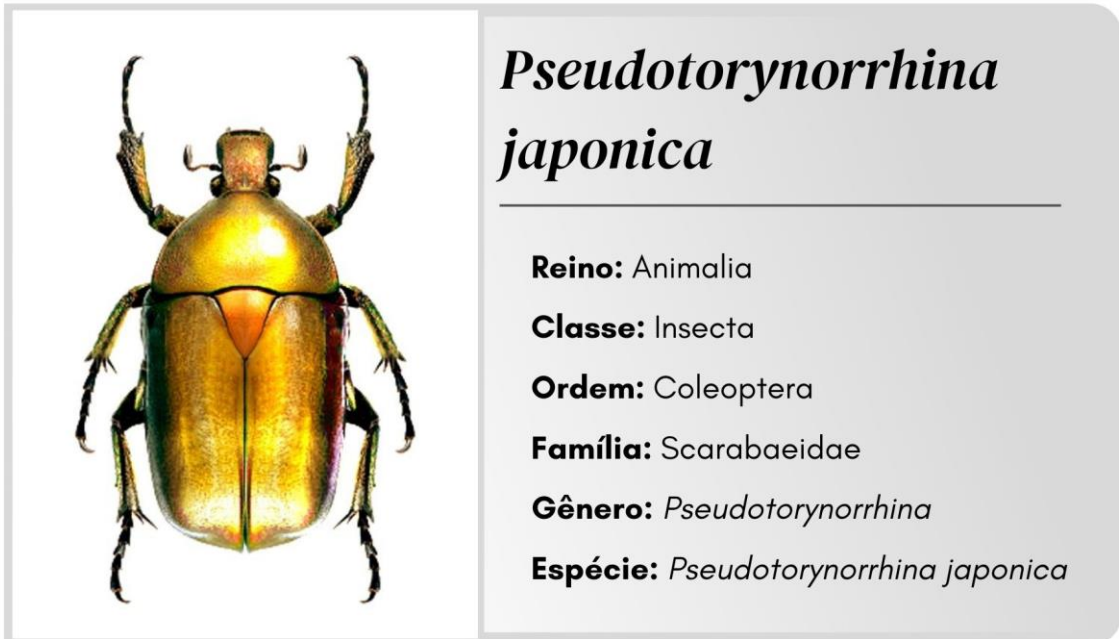 Pseudotorynorrhina
japonica
Reino: Animalia
Classe: Insecta
Ordem: Coleoptera
Família: Scarabaeidae
Gênero: Pseudotorynorrhina
Espécie: Pseudotorynorrhina japonica